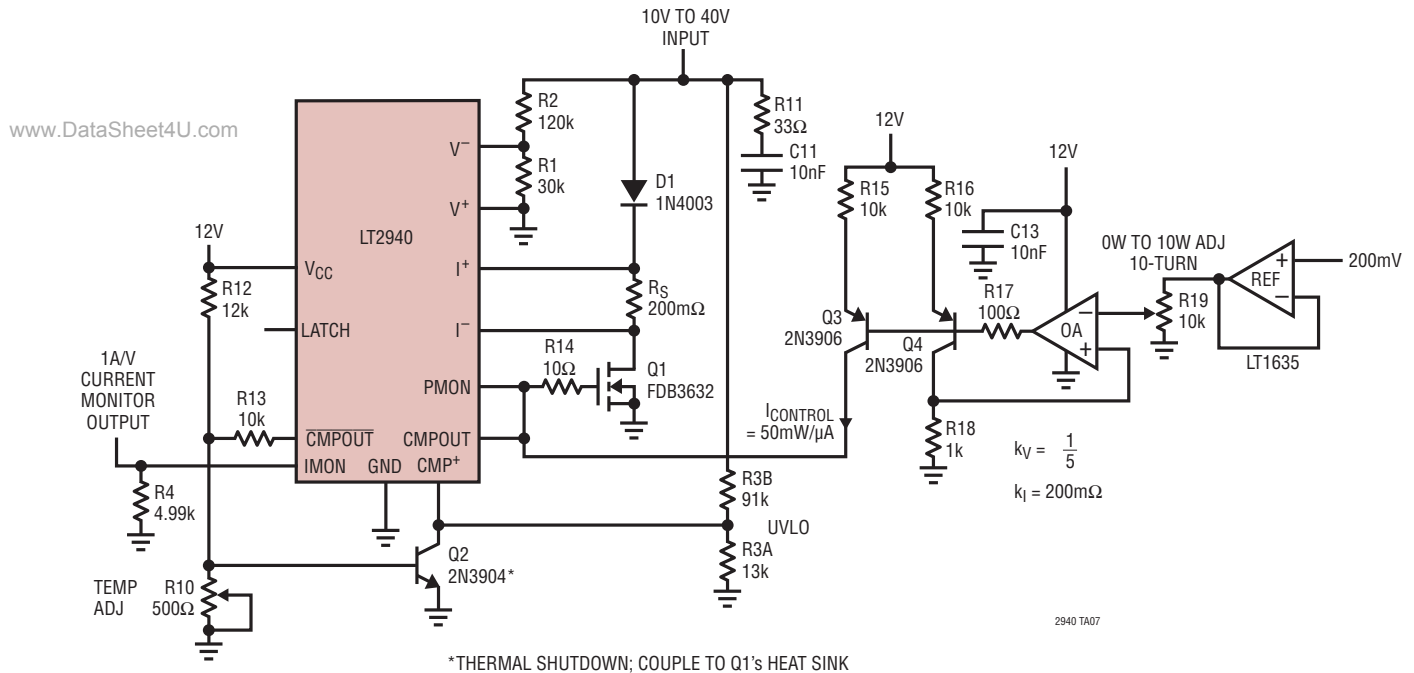 10V TO 40V
INPUT
www.DataSheet4U.com
R2
120k
R11
33Ω
C11
10nF
V−
R1
30k
V+
D1
1N4003
LT2940
12V
VCC
I+
RS
200mΩ
I−
R12
12k
LATCH
R14
10Ω
Q1
FDB3632
PMON
1A/V
CURRENT
MONITOR
OUTPUT
R13
10k
CMPOUT
CMPOUT
IMON
GND
CMP+
R4
4.99k
R3B
91k
UVLO
R3A
13k
Q2
2N3904*
TEMP
ADJ
R10
500Ω
12V
R15
10k
R16
10k
12V
C13
10nF
0W TO 10W ADJ
10-TURN
R19
10k
+
REF
−
200mV
LT1635
R17
100Ω
−
OA
+
Q3
2N3906
Q4
2N3906
ICONTROL
= 50mW/µA
R18
1k
kV = 1/5
kI = 200mΩ
2940 TA07
*THERMAL SHUTDOWN; COUPLE TO Q1's HEAT SINK